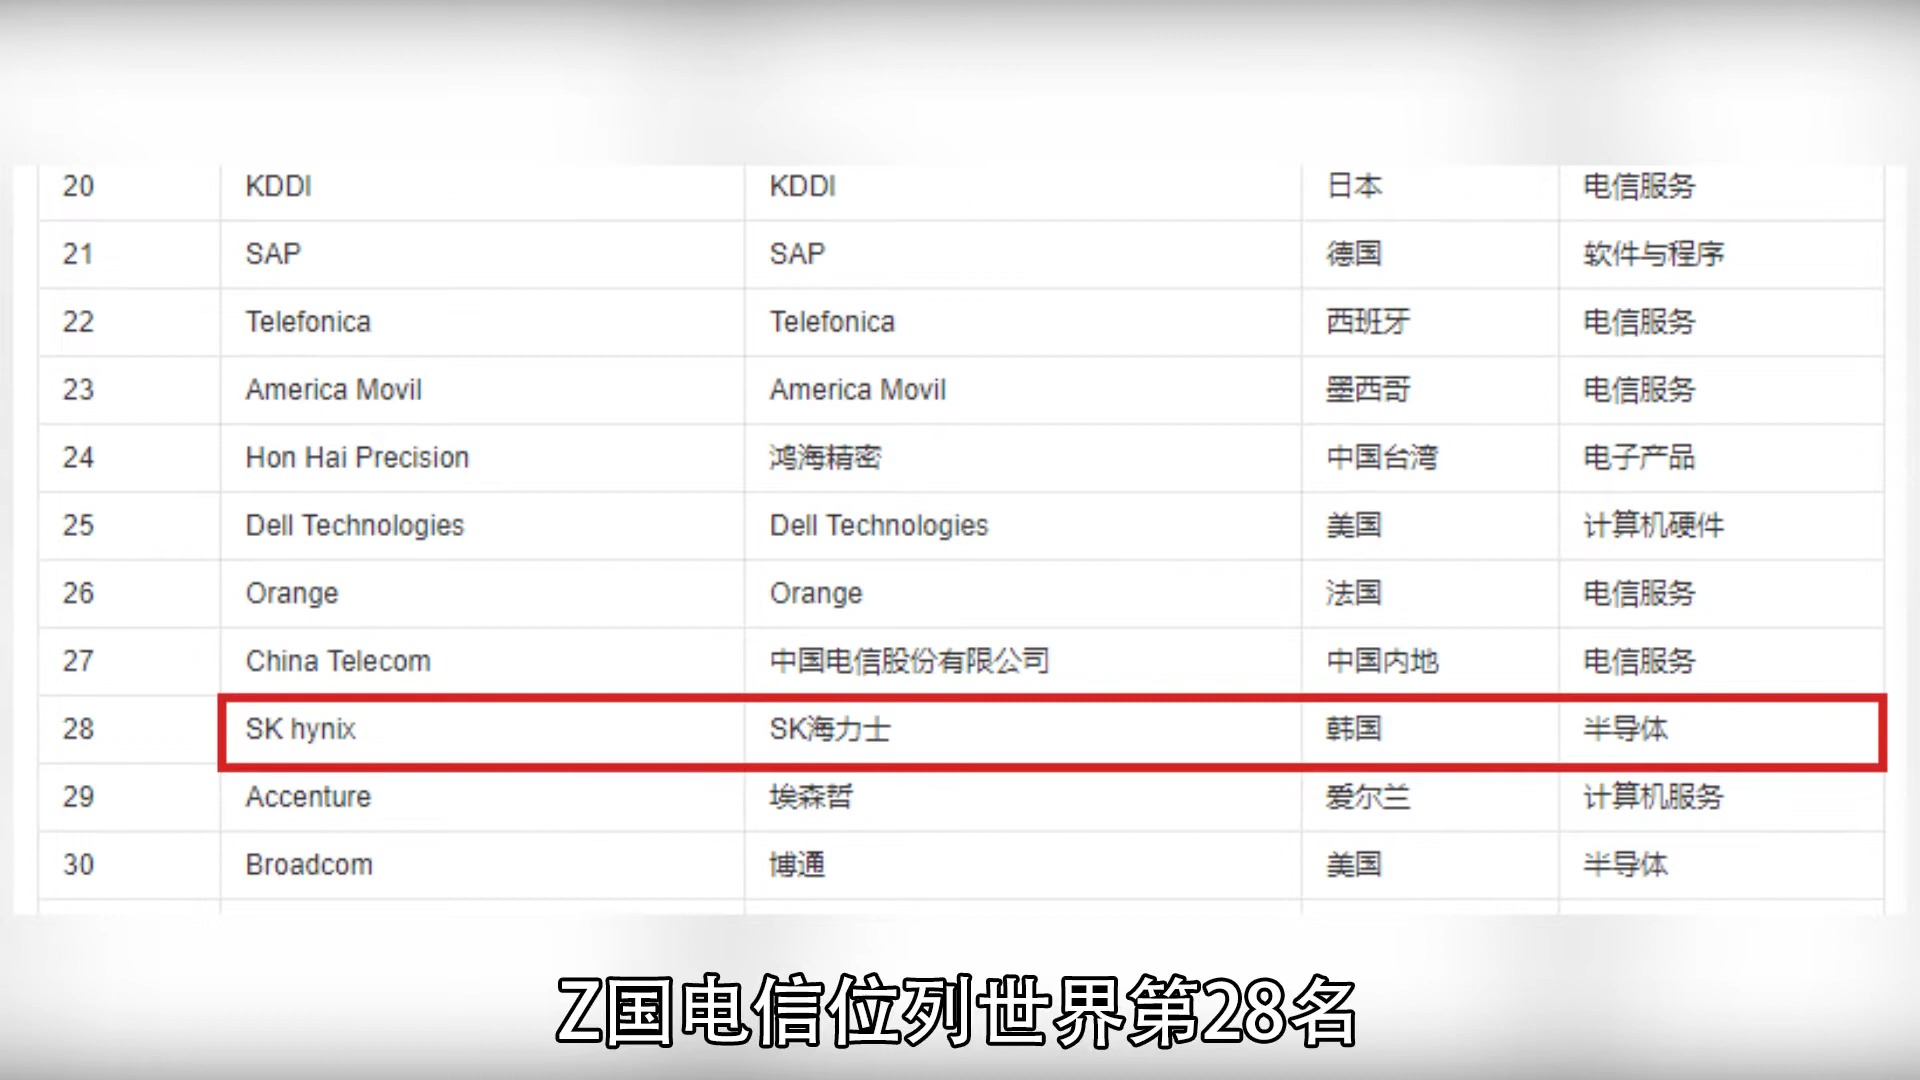 20 KDDI KDDI 日本 电信服务
21 SAP SAP 德国 软件与程序
22 Telefonica Telefonica 西班牙 电信服务
23 America Movil America Movil 墨西哥 电信服务
24 Hon Hai Precision 鸿海精密 中国台湾 电子产品
25 Dell Technologies Dell Technologies 美国 计算机硬件
26 Orange Orange 法国 电信服务
27 China Telecom 中国电信股份有限公司 中国内地 电信服务
28 SK hynix SK海力士 韩国 半导体
29 Accenture 埃森哲 爱尔兰 计算机服务
30 Broadcom 博通 美国 半导体
Z国电信位列世界第28名